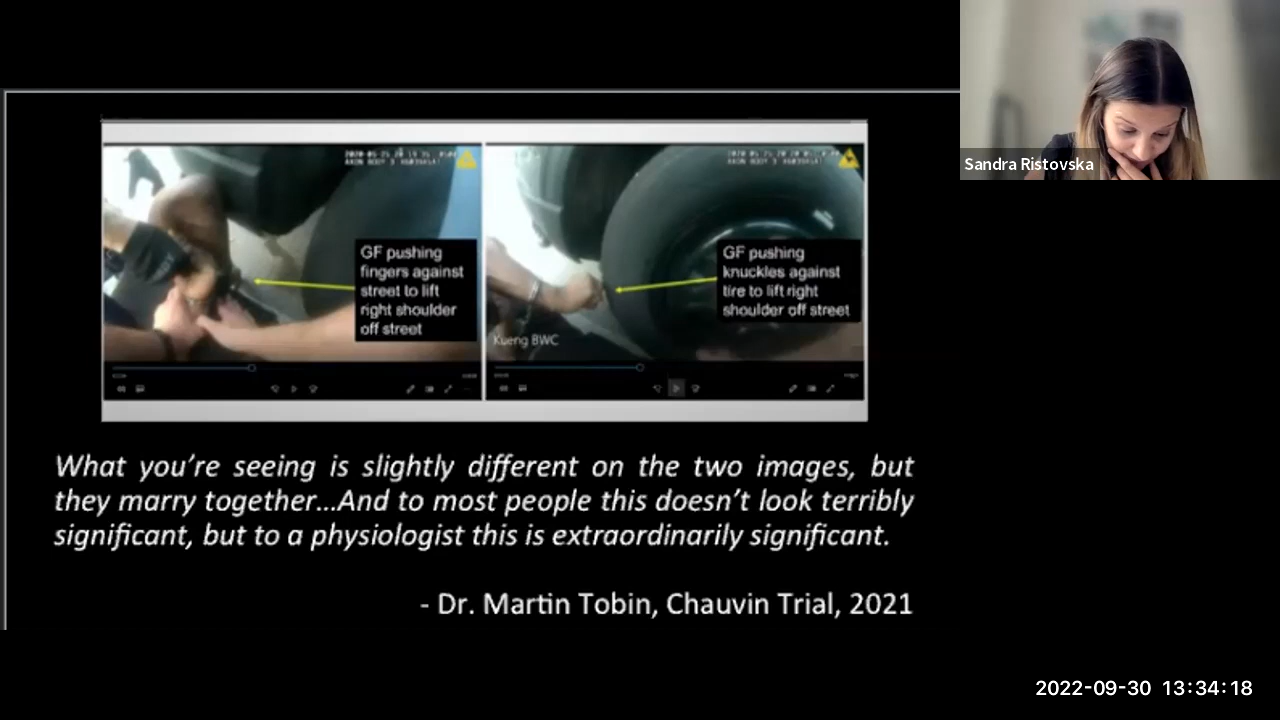 Sandra Ristovska
GF pushing
fingers against
street to lift
right shoulder
off street
GF pushing
knuckles against
tire to lift right
shoulder off street
Kueng BWC
What you’re seeing is slightly different on the two images, but
they marry together…And to most people this doesn’t look terribly
significant, but to a physiologist this is extraordinarily significant.
- Dr. Martin Tobin, Chauvin Trial, 2021
2022-09-30 13:34:18